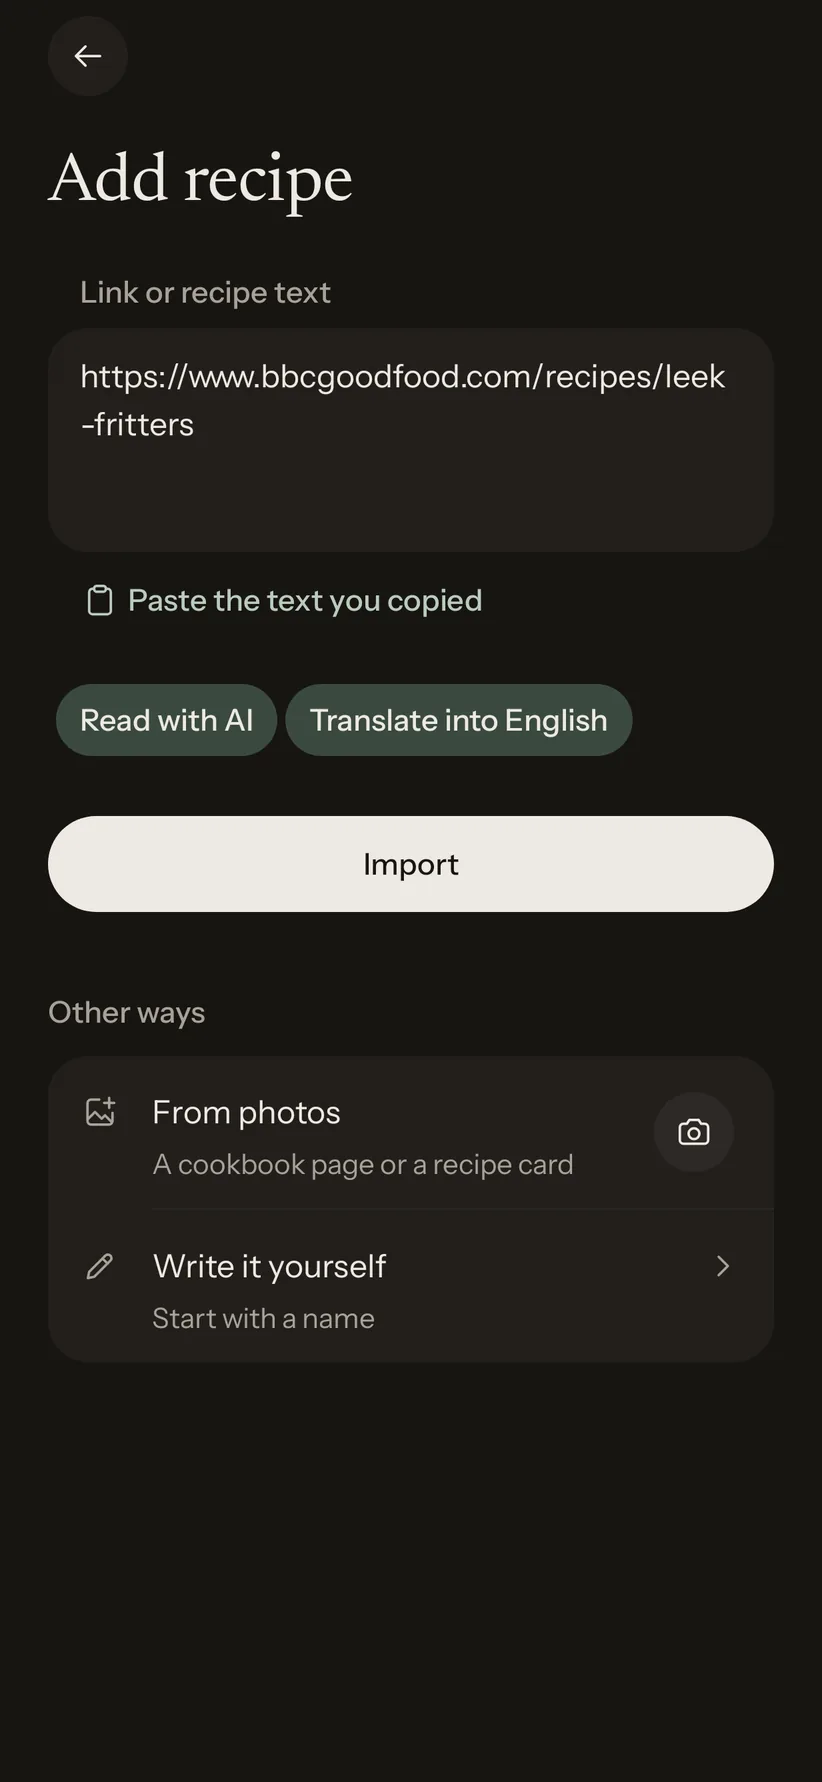 Add recipe
Link or recipe text
https://www.bbcgoodfood.com/recipes/leek
-fritters
Paste the text you copied
Read with AI
Translate into English
Import
Other ways
From photos
A cookbook page or a recipe card
Write it yourself
Start with a name